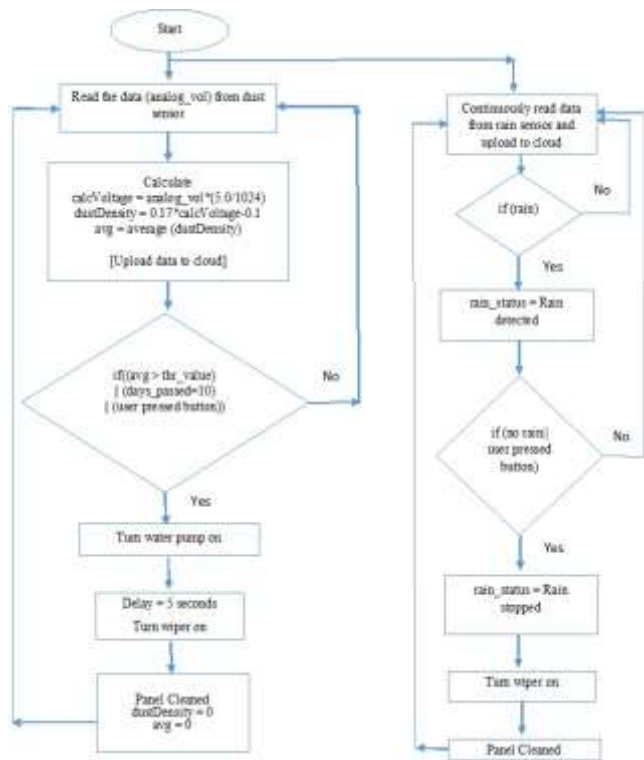 Start
Read the data (analog_vol) from dust
sensor
Calculate
calcVoltage = analog_vol*(5.0/1024)
dustDensity = 0.17*calcVoltage-0.1
avg = average (dustDensity)
[Upload data to cloud]
if((avg > thr_value)
| (days_passed=10)
| (user pressed button))
No
Yes
Turn water pump on
Delay = 5 seconds
Turn wiper on
Panel Cleaned
dustDensity = 0
avg = 0
Continuously read data
from rain sensor and
upload to cloud
No
if (rain)
Yes
rain_status = Rain
detected
if (no rain|
user pressed
button)
No
Yes
rain_status = Rain
stopped
Turn wiper on
Panel Cleaned